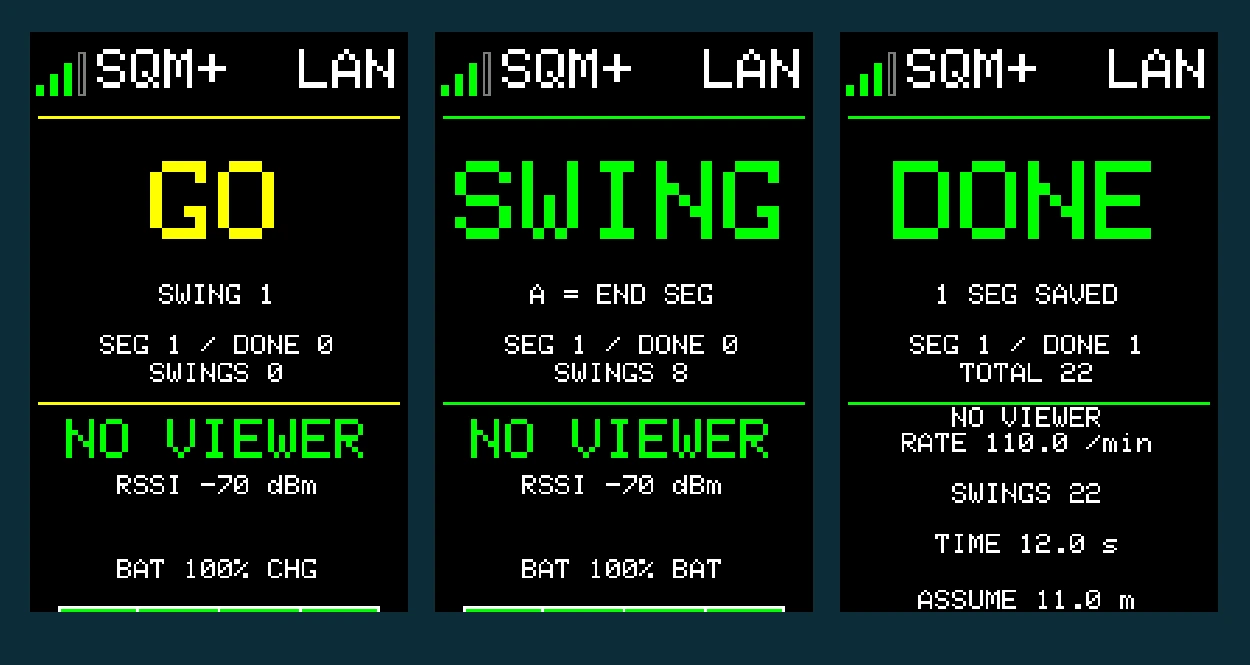 SQM+ LAN
GO
SWING 1
SEG 1 / DONE 0
SWINGS 0
NO VIEWER
RSSI -70 dBm
BAT 100% CHG
SQM+ LAN
SWING
A = END SEG
SEG 1 / DONE 0
SWINGS 8
NO VIEWER
RSSI -70 dBm
BAT 100% BAT
SQM+ LAN
DONE
1 SEG SAVED
SEG 1 / DONE 1
TOTAL 22
NO VIEWER
RATE 110.0 /min
SWINGS 22
TIME 12.0 s
ASSUME 11.0 m